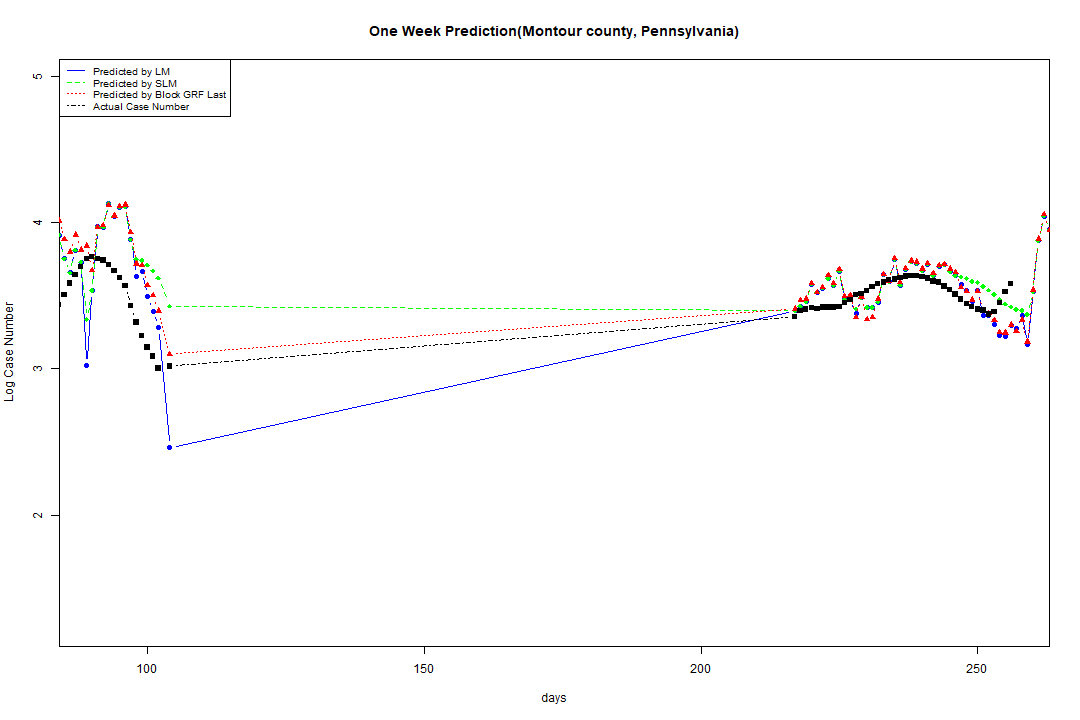 One Week Prediction(Montour county, Pennsylvania)
Predicted by LM
Predicted by SLM
Predicted by Block GRF Last
Actual Case Number
5
4
3
2
Log Case Number
100 150 200 250
days